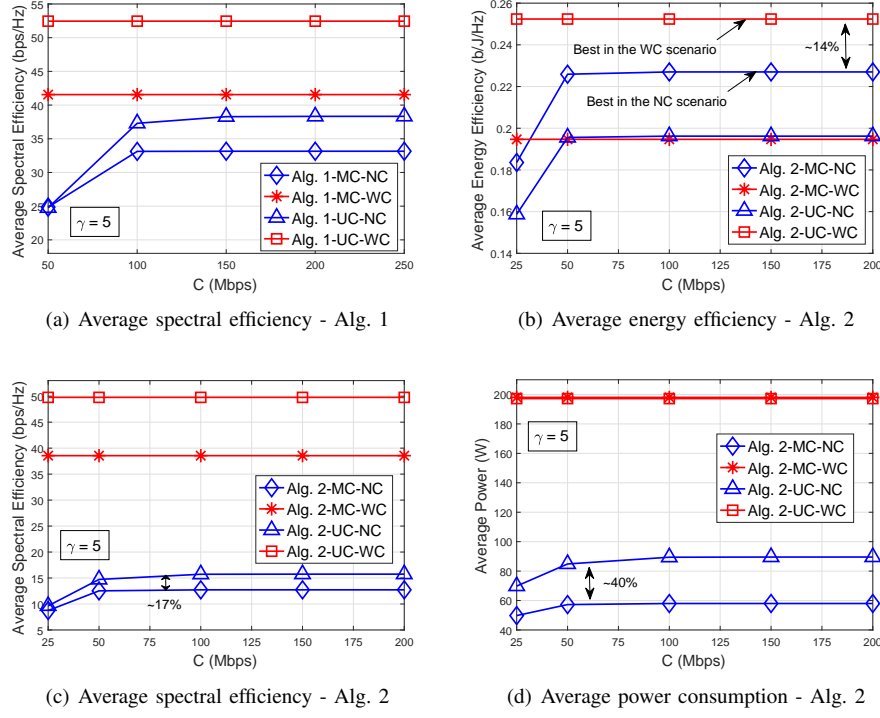 55
50
45
40
35
30
25
20
Average Spectral Efficiency (bps/Hz)
γ = 5
Alg. 1-MC-NC
Alg. 1-MC-WC
Alg. 1-UC-NC
Alg. 1-UC-WC
50 100 150 200 250
C (Mbps)
(a) Average spectral efficiency - Alg. 1
0.26
0.24
0.22
0.2
0.18
0.16
0.14
Average Energy Efficiency (b/J/Hz)
Best in the WC scenario
~14%
Best in the NC scenario
γ = 5
Alg. 2-MC-NC
Alg. 2-MC-WC
Alg. 2-UC-NC
Alg. 2-UC-WC
25 50 75 100 125 150 175 200
C (Mbps)
(b) Average energy efficiency - Alg. 2
50
45
40
35
30
25
20
15
10
5
Average Spectral Efficiency (bps/Hz)
Alg. 2-MC-NC
Alg. 2-MC-WC
Alg. 2-UC-NC
Alg. 2-UC-WC
γ = 5
~17%
25 50 75 100 125 150 175 200
C (Mbps)
(c) Average spectral efficiency - Alg. 2
200
180
160
140
120
100
80
60
40
Average Power (W)
γ = 5
Alg. 2-MC-NC
Alg. 2-MC-WC
Alg. 2-UC-NC
Alg. 2-UC-WC
~40%
25 50 75 100 125 150 175 200
C (Mbps)
(d) Average power consumption - Alg. 2